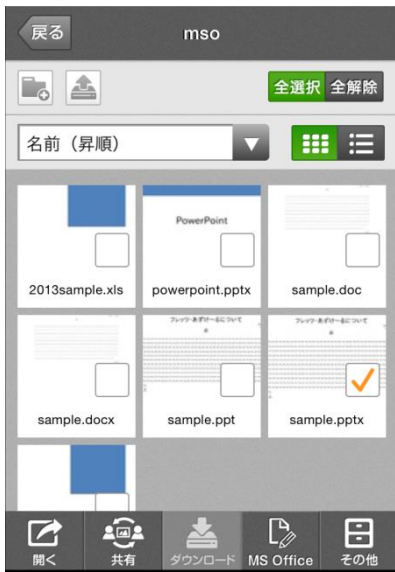 戻る
mso
全選択 全解除
名前（昇順）
PowerPoint
2013sample.xls
powerpoint.pptx
sample.doc
フレッツ・あずけ～るについて
フレッツ・あずけ～るについて
sample.docx
sample.ppt
sample.pptx
開く
共有
ダウンロード
MS Office
その他